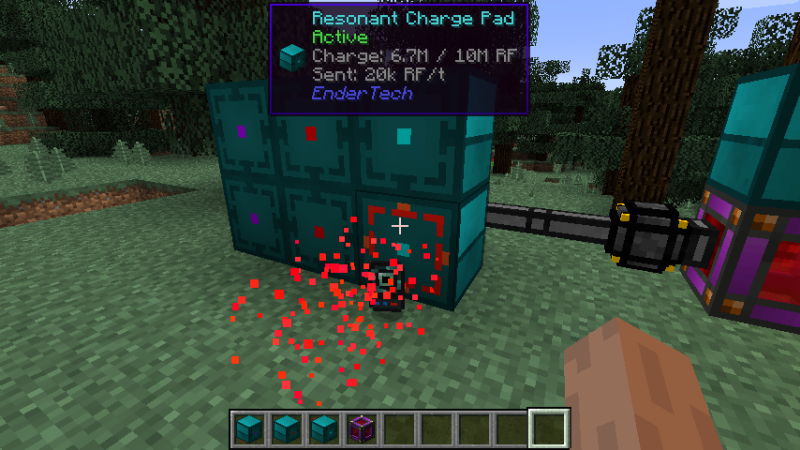 Resonant Charge Pad
Active
Charge: 6.7M / 10M RF
Sent: 20k RF/t
EnderTech